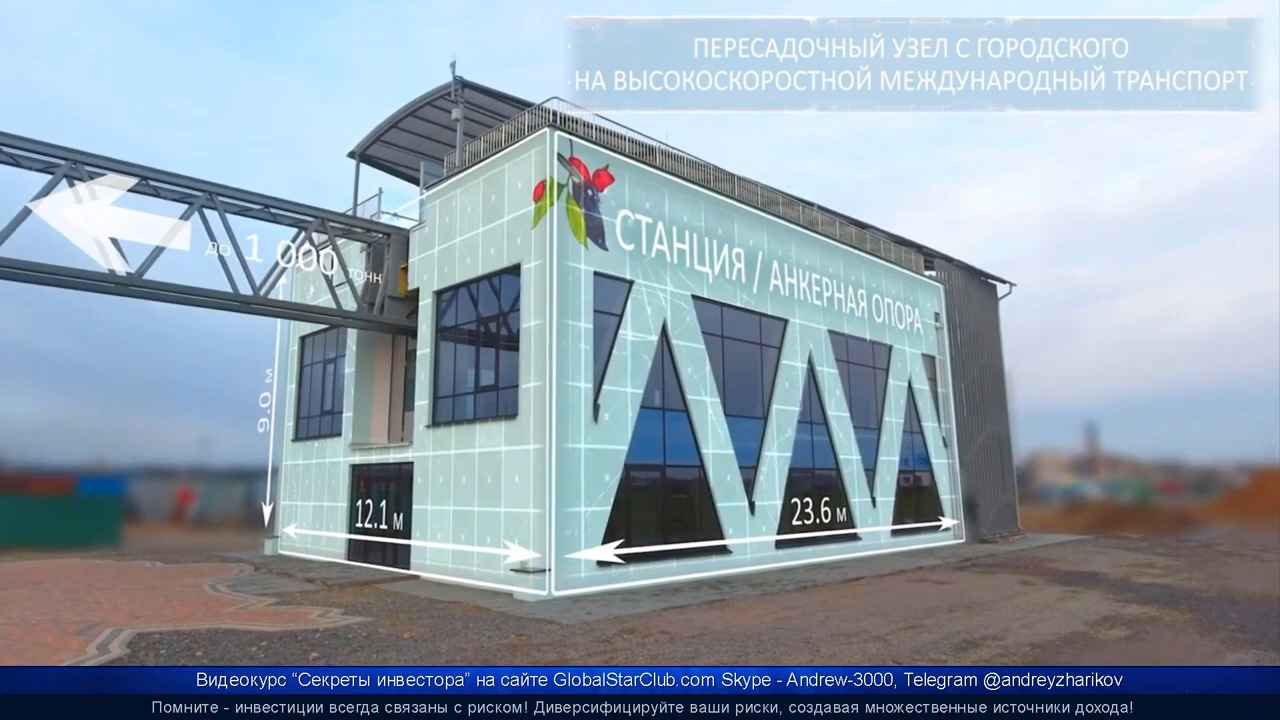 ПЕРЕСАДОЧНЫЙ УЗЕЛ С ГОРОДСКОГО
НА ВЫСОКОСКОРОСТНОЙ МЕЖДУНАРОДНЫЙ ТРАНСПОРТ
СТАНЦИЯ / АНКЕРНАЯ ОПОРА
до 1 000 тонн
9.0 м
12.1 м
23.6 м
Видеокурс “Секреты инвестора” на сайте GlobalStarClub.com Skype - Andrew-3000, Telegram @andreyzharikov
Помните - инвестиции всегда связаны с риском! Диверсифицируйте ваши риски, создавая множественные источники дохода!